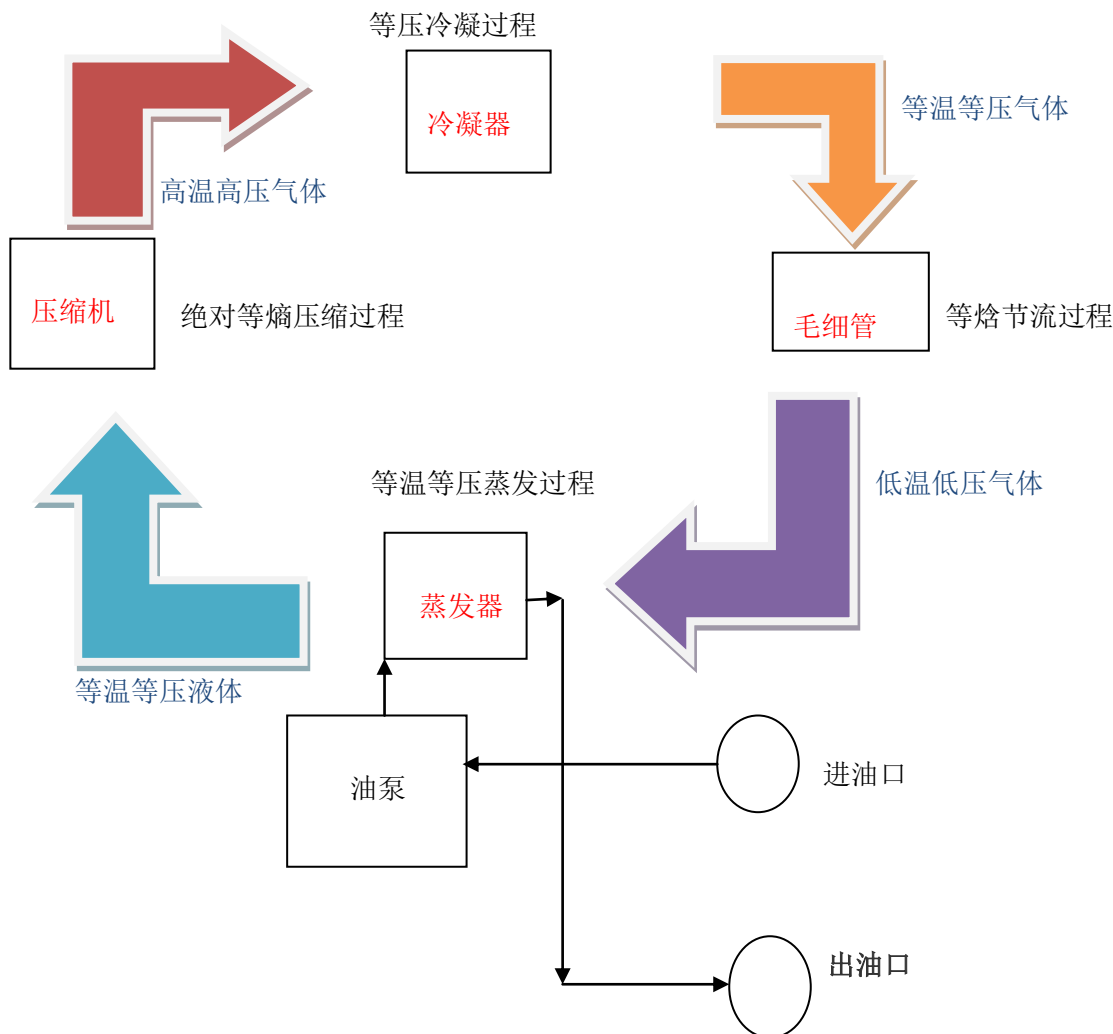 等压冷凝过程
冷凝器
等温等压气体
高温高压气体
压缩机
绝对等熵压缩过程
毛细管
等焓节流过程
等温等压蒸发过程
低温低压气体
蒸发器
等温等压液体
油泵
进油口
出油口